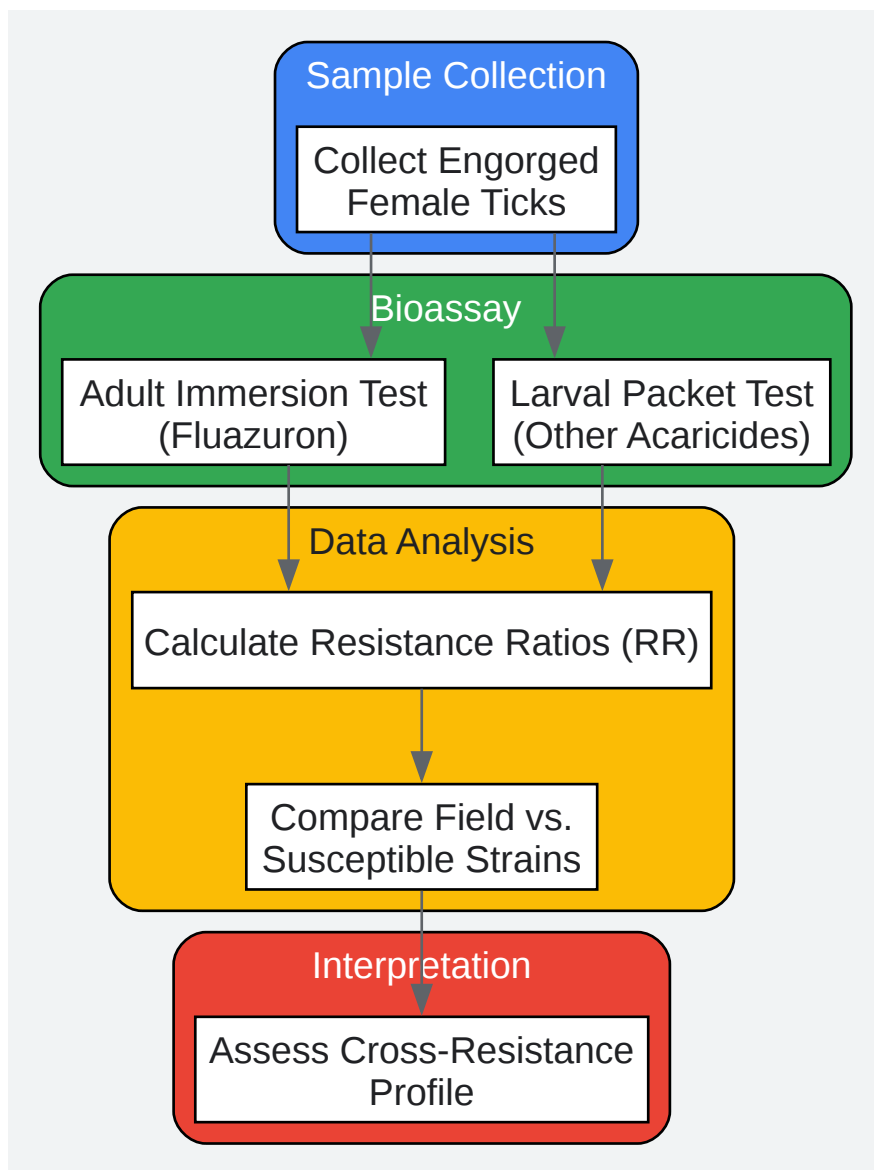 Sample Collection
Collect Engorged
Female Ticks
Bioassay
Adult Immersion Test
(Fluazuron)
Larval Packet Test
(Other Acaricides)
Data Analysis
Calculate Resistance Ratios (RR)
Compare Field vs.
Susceptible Strains
Interpretation
Assess Cross-Resistance
Profile